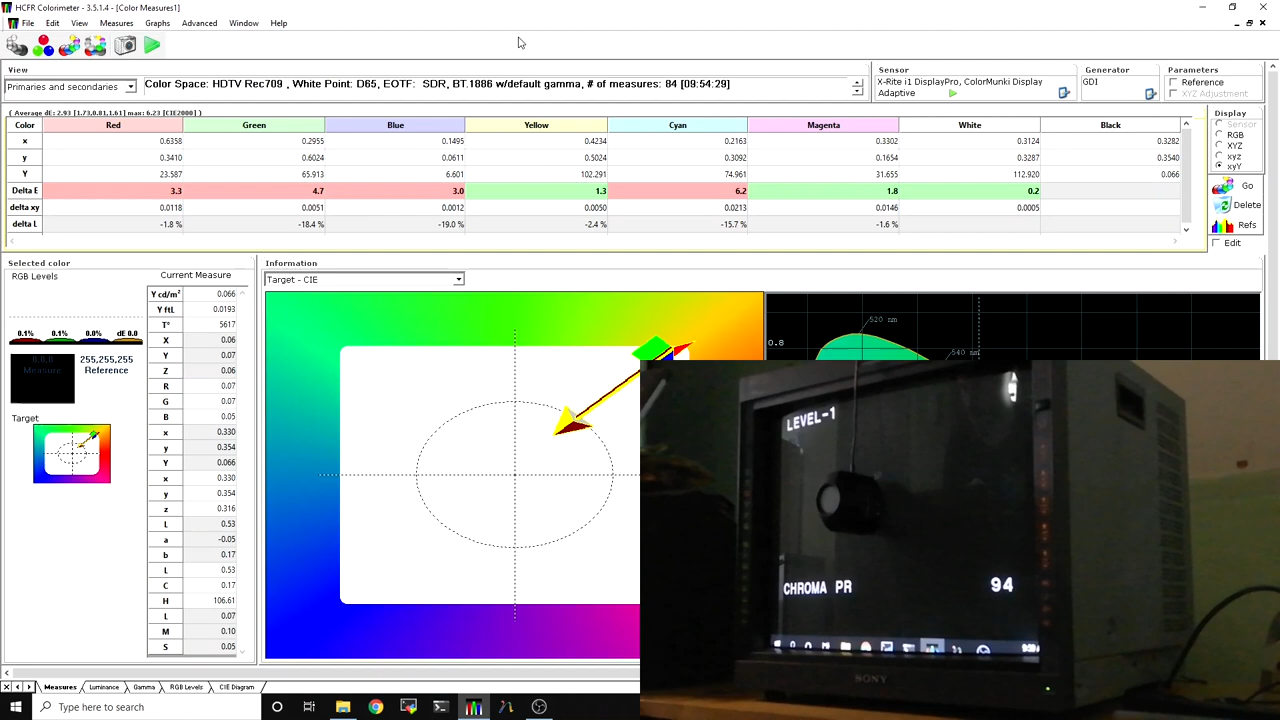 HCFR Colorimeter - 3.5.1.4 - [Color Measures1]
File Edit View Measures Graphs Advanced Window Help
View
Primaries and secondaries
Color Space: HDTV Rec709 , White Point: D65, EOTF: SDR, BT.1886 w/default gamma, # of measures: 84 [09:54:29]
Sensor
X-Rite i1 DisplayPro, ColorMunki Display
Adaptive
Generator
GDI
Parameters
Reference
XYZ Adjustment
( Average dE: 2.93 [1.73,0.81,1.61] max: 6.23 [CIE2000] )
Color Red Green Blue Yellow Cyan Magenta White Black
x 0.6358 0.2955 0.1495 0.4234 0.2163 0.3302 0.3124 0.3282
y 0.3410 0.6024 0.0611 0.5024 0.3092 0.1654 0.3287 0.3540
Y 23.587 65.913 6.601 102.291 74.961 31.655 112.920 0.066
Delta E 3.3 4.7 3.0 1.3 6.2 1.8 0.2
delta xy 0.0118 0.0051 0.0012 0.0050 0.0213 0.0146 0.0005
delta L -1.8 % -18.4 % -19.0 % -2.4 % -15.7 % -1.6 %
Display
Sensor
RGB
XYZ
xyz
xyY
Go
Delete
Refs
Edit
Selected color
RGB Levels
0.1% 0.1% 0.0% dE 0.0
0,0,0
Measure
255,255,255
Reference
Target
Current Measure
Y cd/m² 0.066
Y ftL 0.0193
T° 5617
X 0.06
Y 0.07
Z 0.06
R 0.07
G 0.07
B 0.05
x 0.330
y 0.354
Y 0.066
x 0.330
y 0.354
z 0.316
L 0.53
a -0.05
b 0.17
L 0.53
C 0.17
H 106.61
L 0.07
M 0.10
S 0.05
Information
Target - CIE
520 nm
540 nm
0.8
LEVEL-1
CHROMA PR 94
SONY
Measures Luminance Gamma RGB Levels CIE Diagram
Type here to search